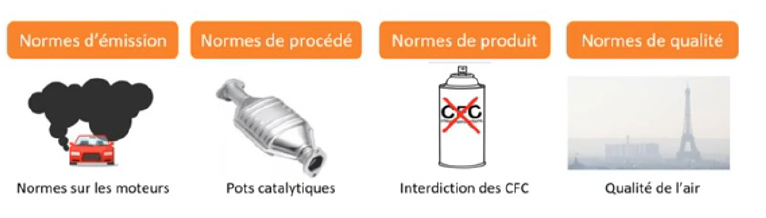 Normes d'émission
Normes de procédé
Normes de produit
Normes de qualité
CFC
Normes sur les moteurs
Pots catalytiques
Interdiction des CFC
Qualité de l'air